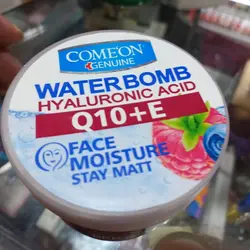 COME'ON
GENUINE
WATER BOMB
HYALURONIC ACID
Q10+E
FACE
MOISTURE
STAY MATT